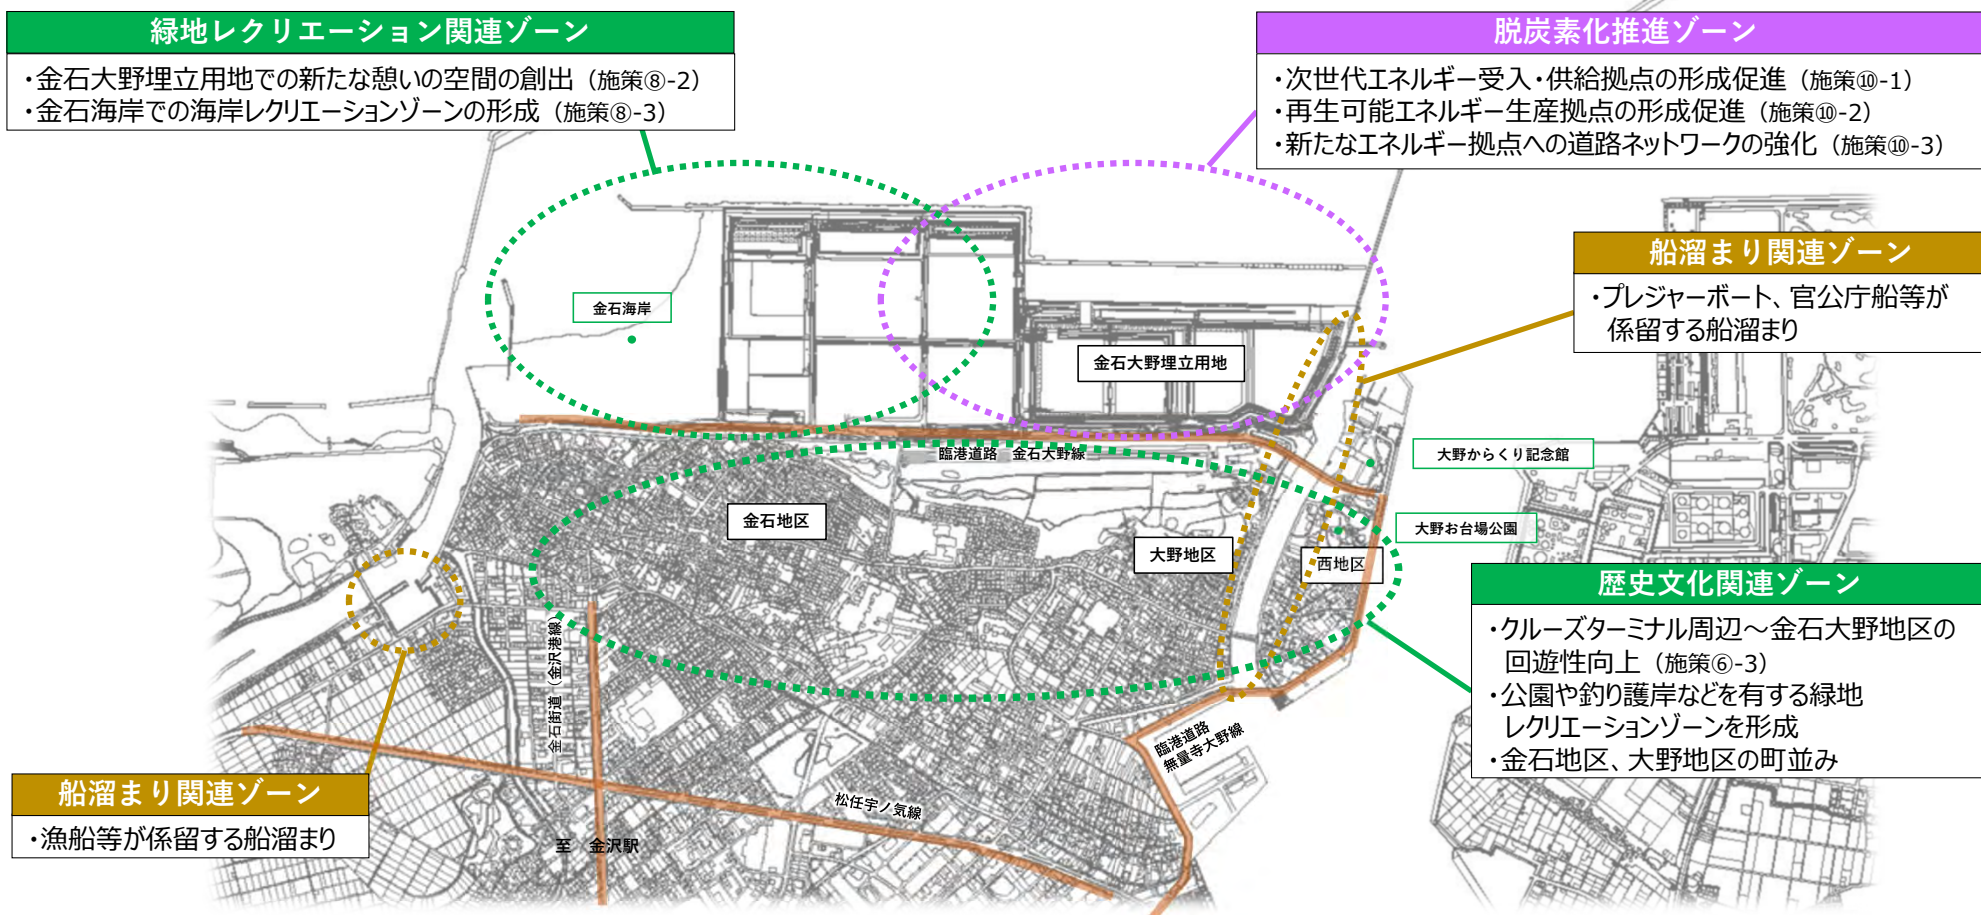 緑地レクリエーション関連ゾーン
・金石大野埋立用地での新たな憩いの空間の創出（施策⑧-2）
・金石海岸での海岸レクリエーションゾーンの形成（施策⑧-3）
脱炭素化推進ゾーン
・次世代エネルギー受入・供給拠点の形成促進（施策⑩-1）
・再生可能エネルギー生産拠点の形成促進（施策⑩-2）
・新たなエネルギー拠点への道路ネットワークの強化（施策⑩-3）
船溜まり関連ゾーン
・プレジャーボート、官公庁船等が
係留する船溜まり
金石海岸
金石大野埋立用地
臨港道路　金石大野線
大野からくり記念館
金石地区
大野地区
大野お台場公園
西地区
歴史文化関連ゾーン
・クルーズターミナル周辺～金石大野地区の
回遊性向上（施策⑥-3）
・公園や釣り護岸などを有する緑地
レクリエーションゾーンを形成
・金石地区、大野地区の町並み
金石街道（金沢港線）
臨港道路
無量寺大野線
船溜まり関連ゾーン
・漁船等が係留する船溜まり
松任宇ノ気線
至　金沢駅